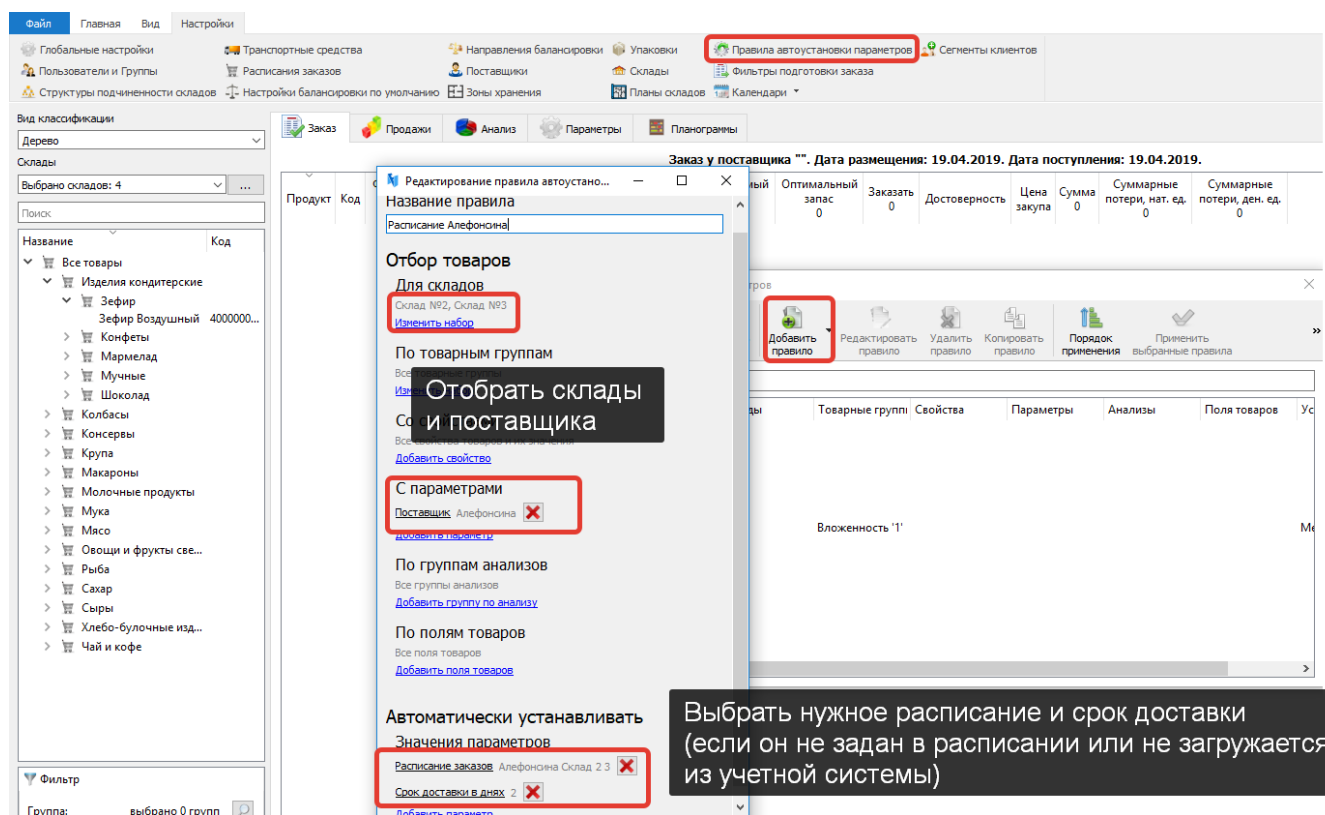 Файл Главная Вид Настройки
Глобальные настройки Транспортные средства Направления балансировки Упаковки Правила автоустановки параметров Сегменты клиентов
Пользователи и Группы Расписания заказов Поставщики Склады Фильтры подготовки заказа
Структуры подчиненности складов Настройки балансировки по умолчанию Зоны хранения Планы складов Календари
Вид классификации
Дерево
Склады
Выбрано складов: 4 ...
Поиск
Название Код
Все товары
Изделия кондитерские
Зефир
Зефир Воздушный 4000000...
Конфеты
Мармелад
Мучные
Шоколад
Колбасы
Консервы
Крупа
Макароны
Молочные продукты
Мука
Мясо
Овощи и фрукты све...
Рыба
Сахар
Сыры
Хлебо-булочные изд...
Чай и кофе
Фильтр
Группа: выбрано 0 групп
Заказ Продажи Анализ Параметры Планограммы
Заказ у поставщика "". Дата размещения: 19.04.2019. Дата поступления: 19.04.2019.
Продукт Код
Оптимальный запас 0 Заказать 0 Достоверность Цена закупа Сумма 0 Суммарные потери, нат. ед. 0 Суммарные потери, ден. ед. 0
Редактирование правила автоустано...
Название правила
Расписание Алефонсина
Отбор товаров
Для складов
Склад №2, Склад №3
Изменить набор
По товарным группам
Отобрать склады
и поставщика
Добавить свойство
С параметрами
Поставщик Алефонсина
Добавить параметр
По группам анализов
Все группы анализов
Добавить группу по анализу
По полям товаров
Все поля товаров
Добавить поля товаров
Автоматически устанавливать
Значения параметров
Расписание заказов Алефонсина Склад 2 3
Срок доставки в днях 2
Добавить параметр
Добавить правило Редактировать правило Удалить правило Копировать правило Порядок применения Применить выбранные правила »
Товарные групп Свойства Параметры Анализы Поля товаров Ус
Вложенность '1'
Выбрать нужное расписание и срок доставки
(если он не задан в расписании или не загружается
из учетной системы)